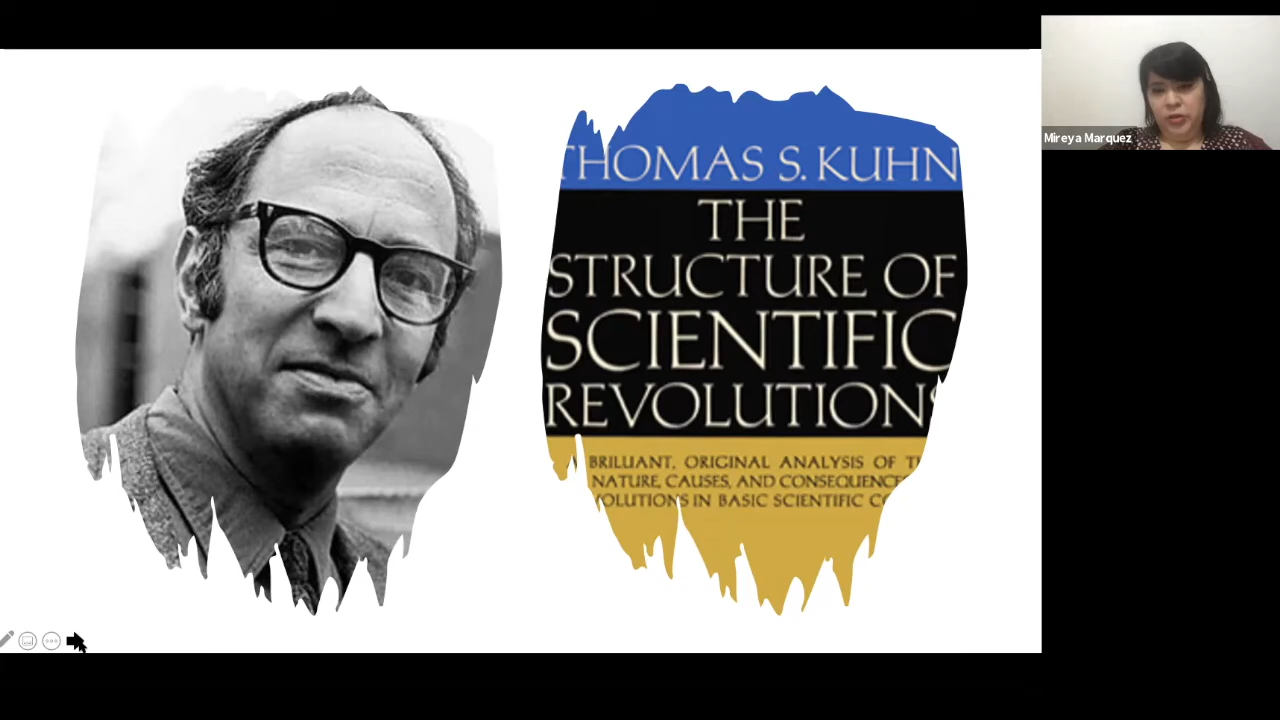 THOMAS S. KUHN
THE
STRUCTURE OF
SCIENTIFIC
REVOLUTIONS
BRILLIANT, ORIGINAL ANALYSIS OF
NATURE, CAUSES, AND CONSEQUENCES
IN BASIC SCIENTIFIC
Mireya Marquez